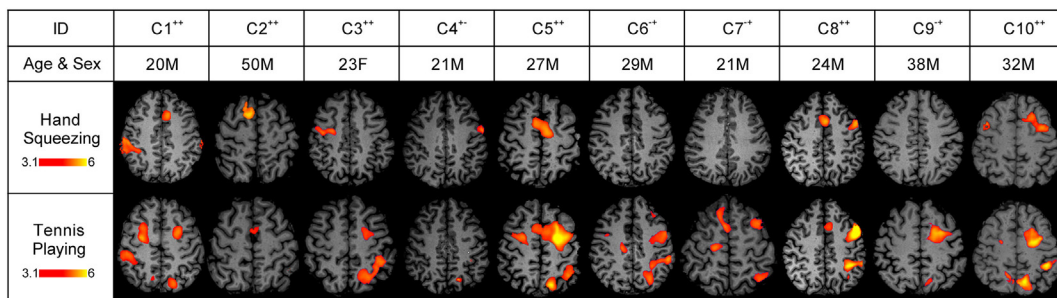 ID C1++ C2++ C3++ C4+- C5++ C6-+ C7-+ C8++ C9-+ C10++
Age & Sex 20M 50M 23F 21M 27M 29M 21M 24M 38M 32M
Hand
Squeezing
3.1 6
Tennis
Playing
3.1 6